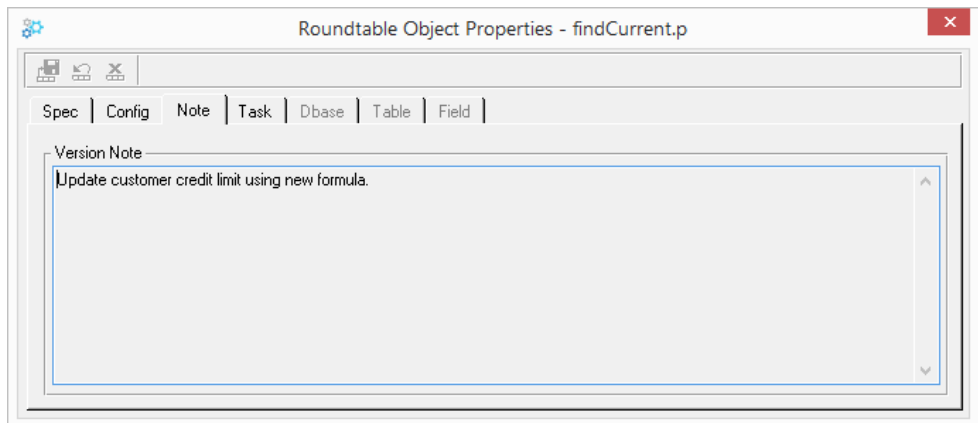 Roundtable Object Properties - findCurrent.p
Spec Config Note Task Dbase Table Field
Version Note
Update customer credit limit using new formula.